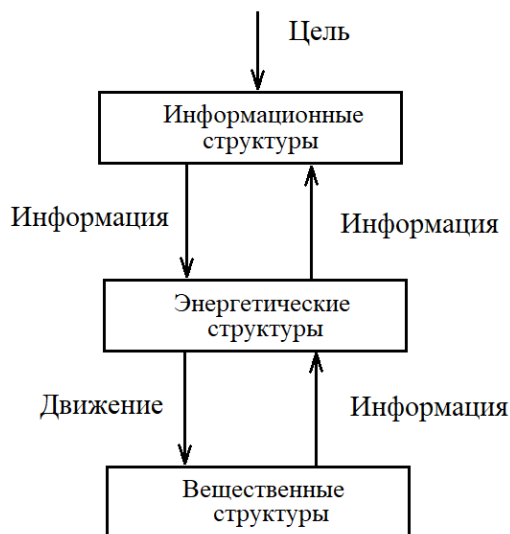 Цель
Информационные
структуры
Информация
Информация
Энергетические
структуры
Движение
Информация
Вещественные
структуры